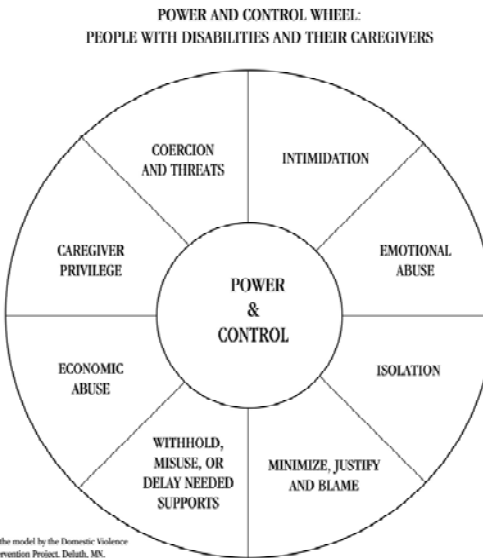 POWER AND CONTROL WHEEL:
PEOPLE WITH DISABILITIES AND THEIR CAREGIVERS
COERCION
AND THREATS
INTIMIDATION
EMOTIONAL
ABUSE
ISOLATION
MINIMIZE, JUSTIFY
AND BLAME
WITHHOLD,
MISUSE, OR
DELAY NEEDED
SUPPORTS
ECONOMIC
ABUSE
CAREGIVER
PRIVILEGE
POWER
&
CONTROL
the model by the Domestic Violence
ervention Project, Deluth, MN.